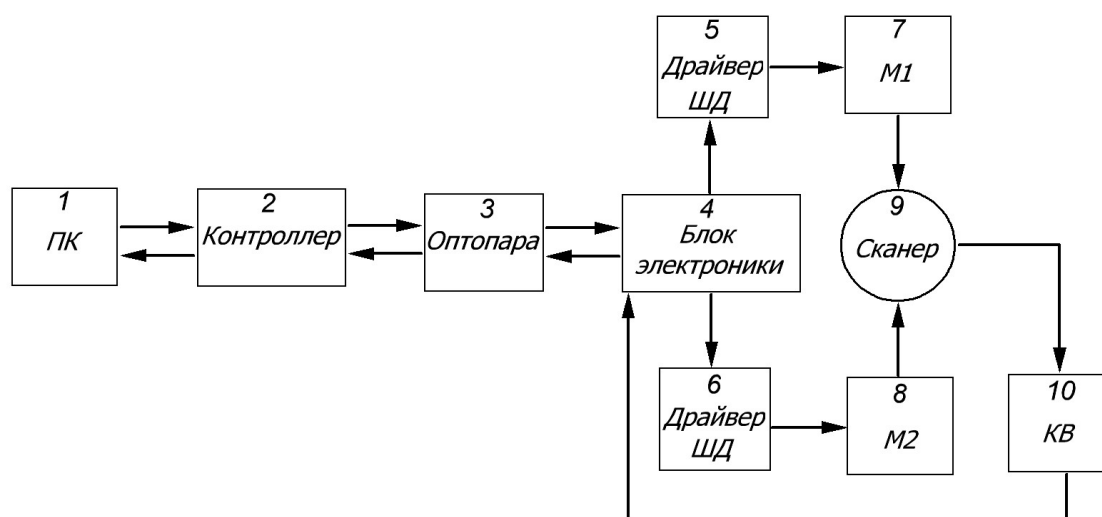 1
ПК
2
Контроллер
3
Оптопара
4
Блок
электроники
5
Драйвер
ШД
6
Драйвер
ШД
7
М1
8
М2
9
Сканер
10
КВ